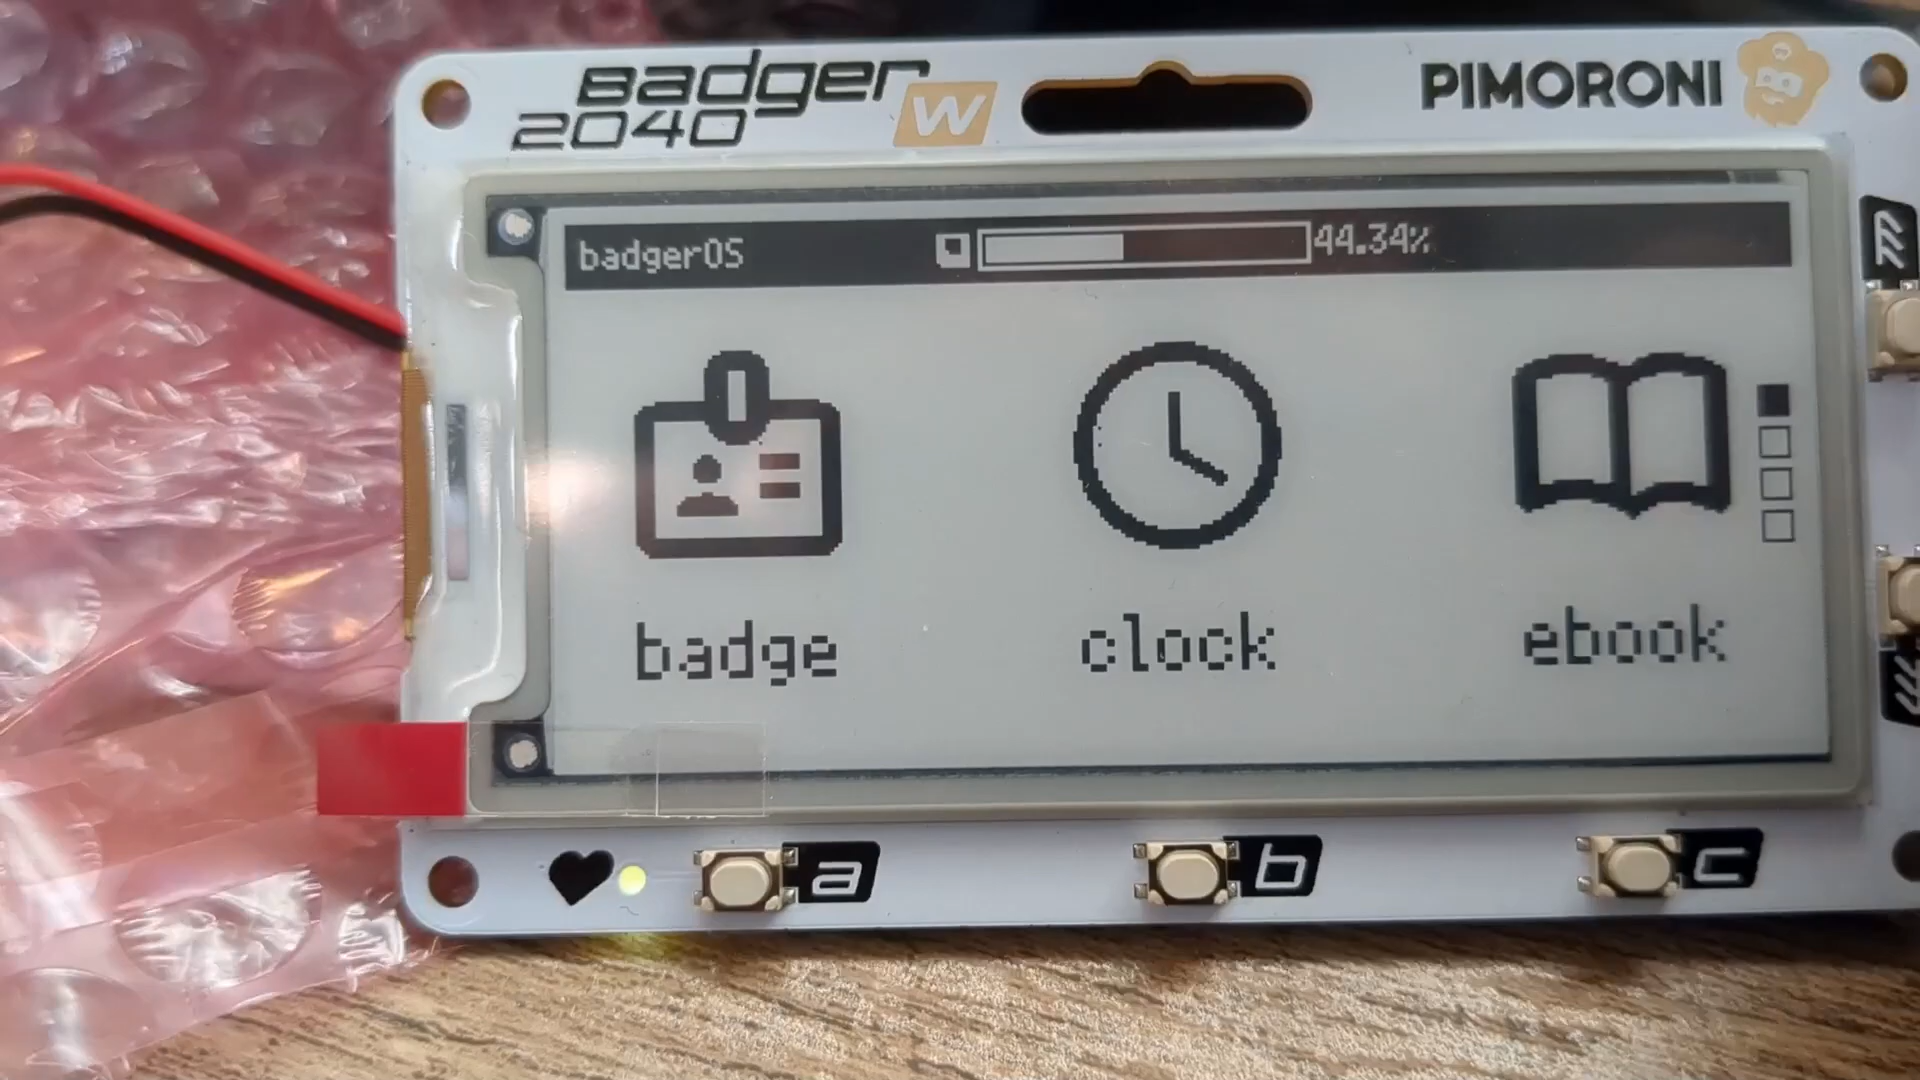 Badger
2040 W
PIMORONI
badgerOS 44.34%
badge clock ebook
a b c